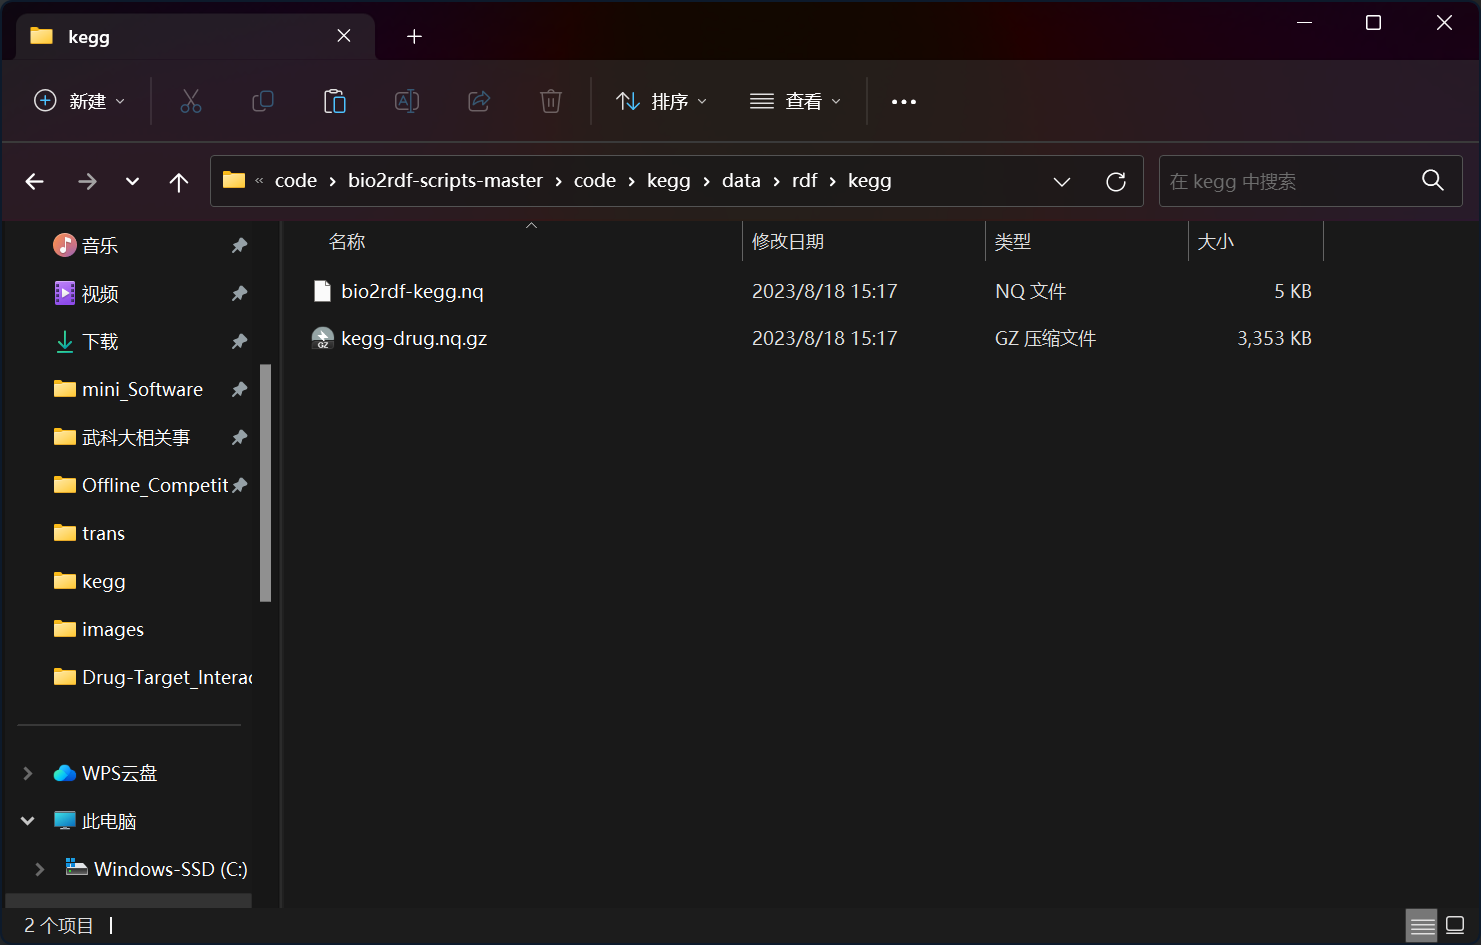 kegg
新建
排序
查看
« code › bio2rdf-scripts-master › code › kegg › data › rdf › kegg
在 kegg 中搜索
音乐
视频
下载
mini_Software
武科大相关事
Offline_Competit
trans
kegg
images
Drug-Target_Interac
WPS云盘
此电脑
Windows-SSD (C:)
名称 修改日期 类型 大小
bio2rdf-kegg.nq 2023/8/18 15:17 NQ 文件 5 KB
GZ kegg-drug.nq.gz 2023/8/18 15:17 GZ 压缩文件 3,353 KB
2 个项目